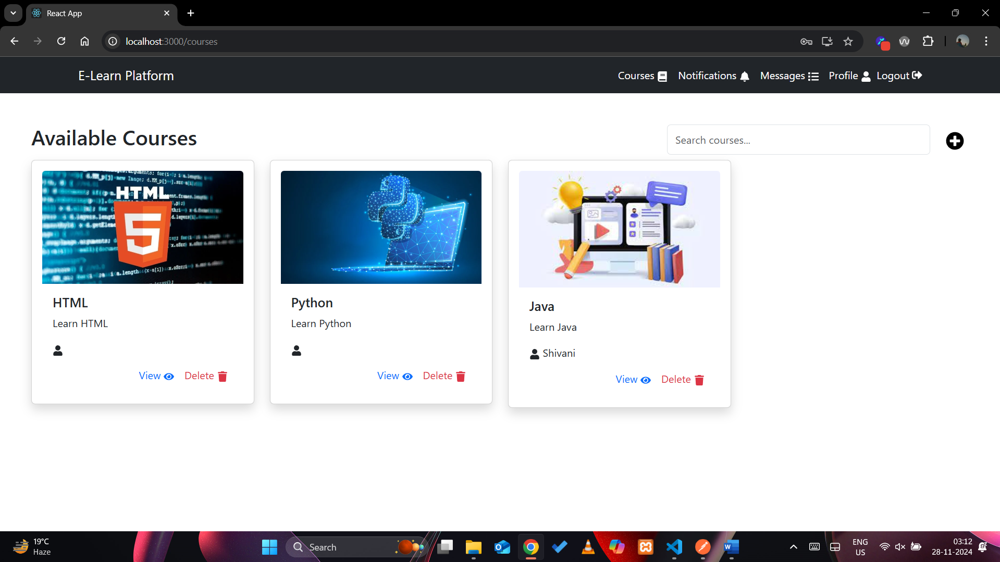 React App
localhost:3000/courses
E-Learn Platform
Courses
Notifications
Messages
Profile
Logout
Available Courses
Search courses...
HTML
5
HTML
Learn HTML
View
Delete
Python
Learn Python
View
Delete
Java
Learn Java
Shivani
View
Delete
19°C
Haze
Search
ENG
US
03:12
28-11-2024